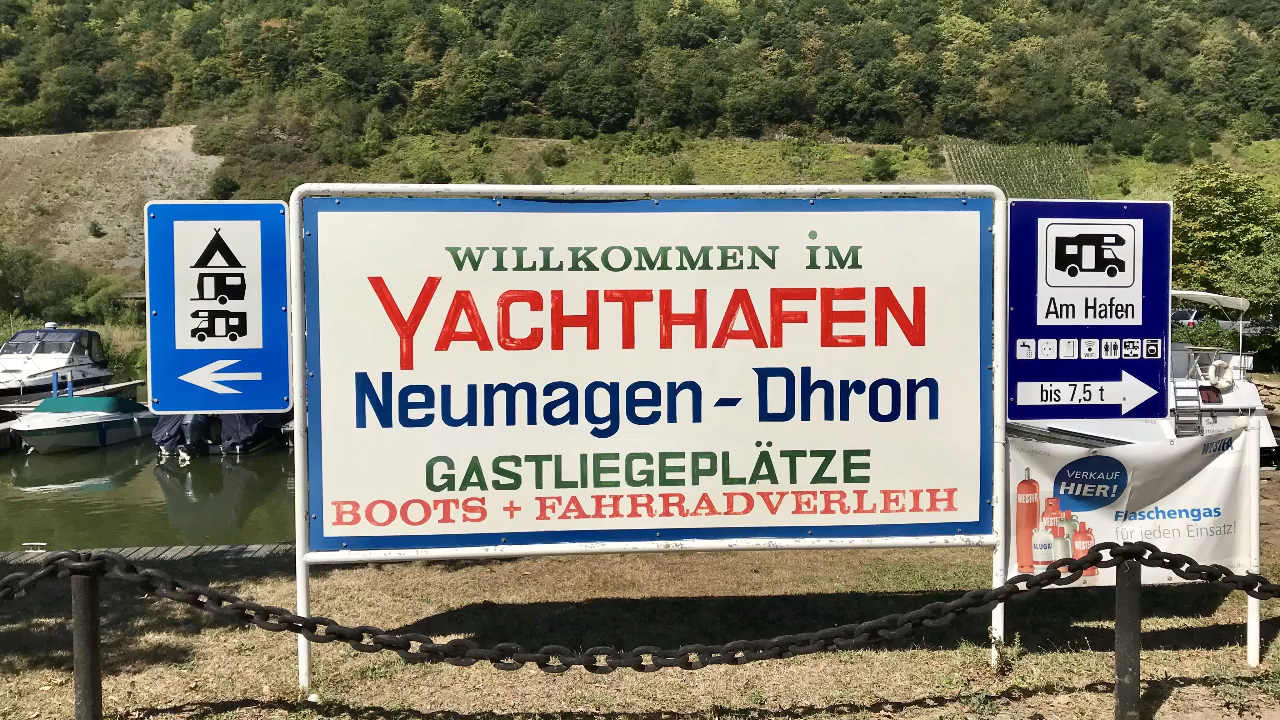 WILLKOMMEN iM
YACHTHAFEN
Neumagen - Dhron
GASTLIEGEPLÄTZE
BOOTS + FAHRRADVERLEIH
Am Hafen
WiFi
bis 7,5 t
VERKAUF
HIER!
Flaschengas
für jeden Einsatz!